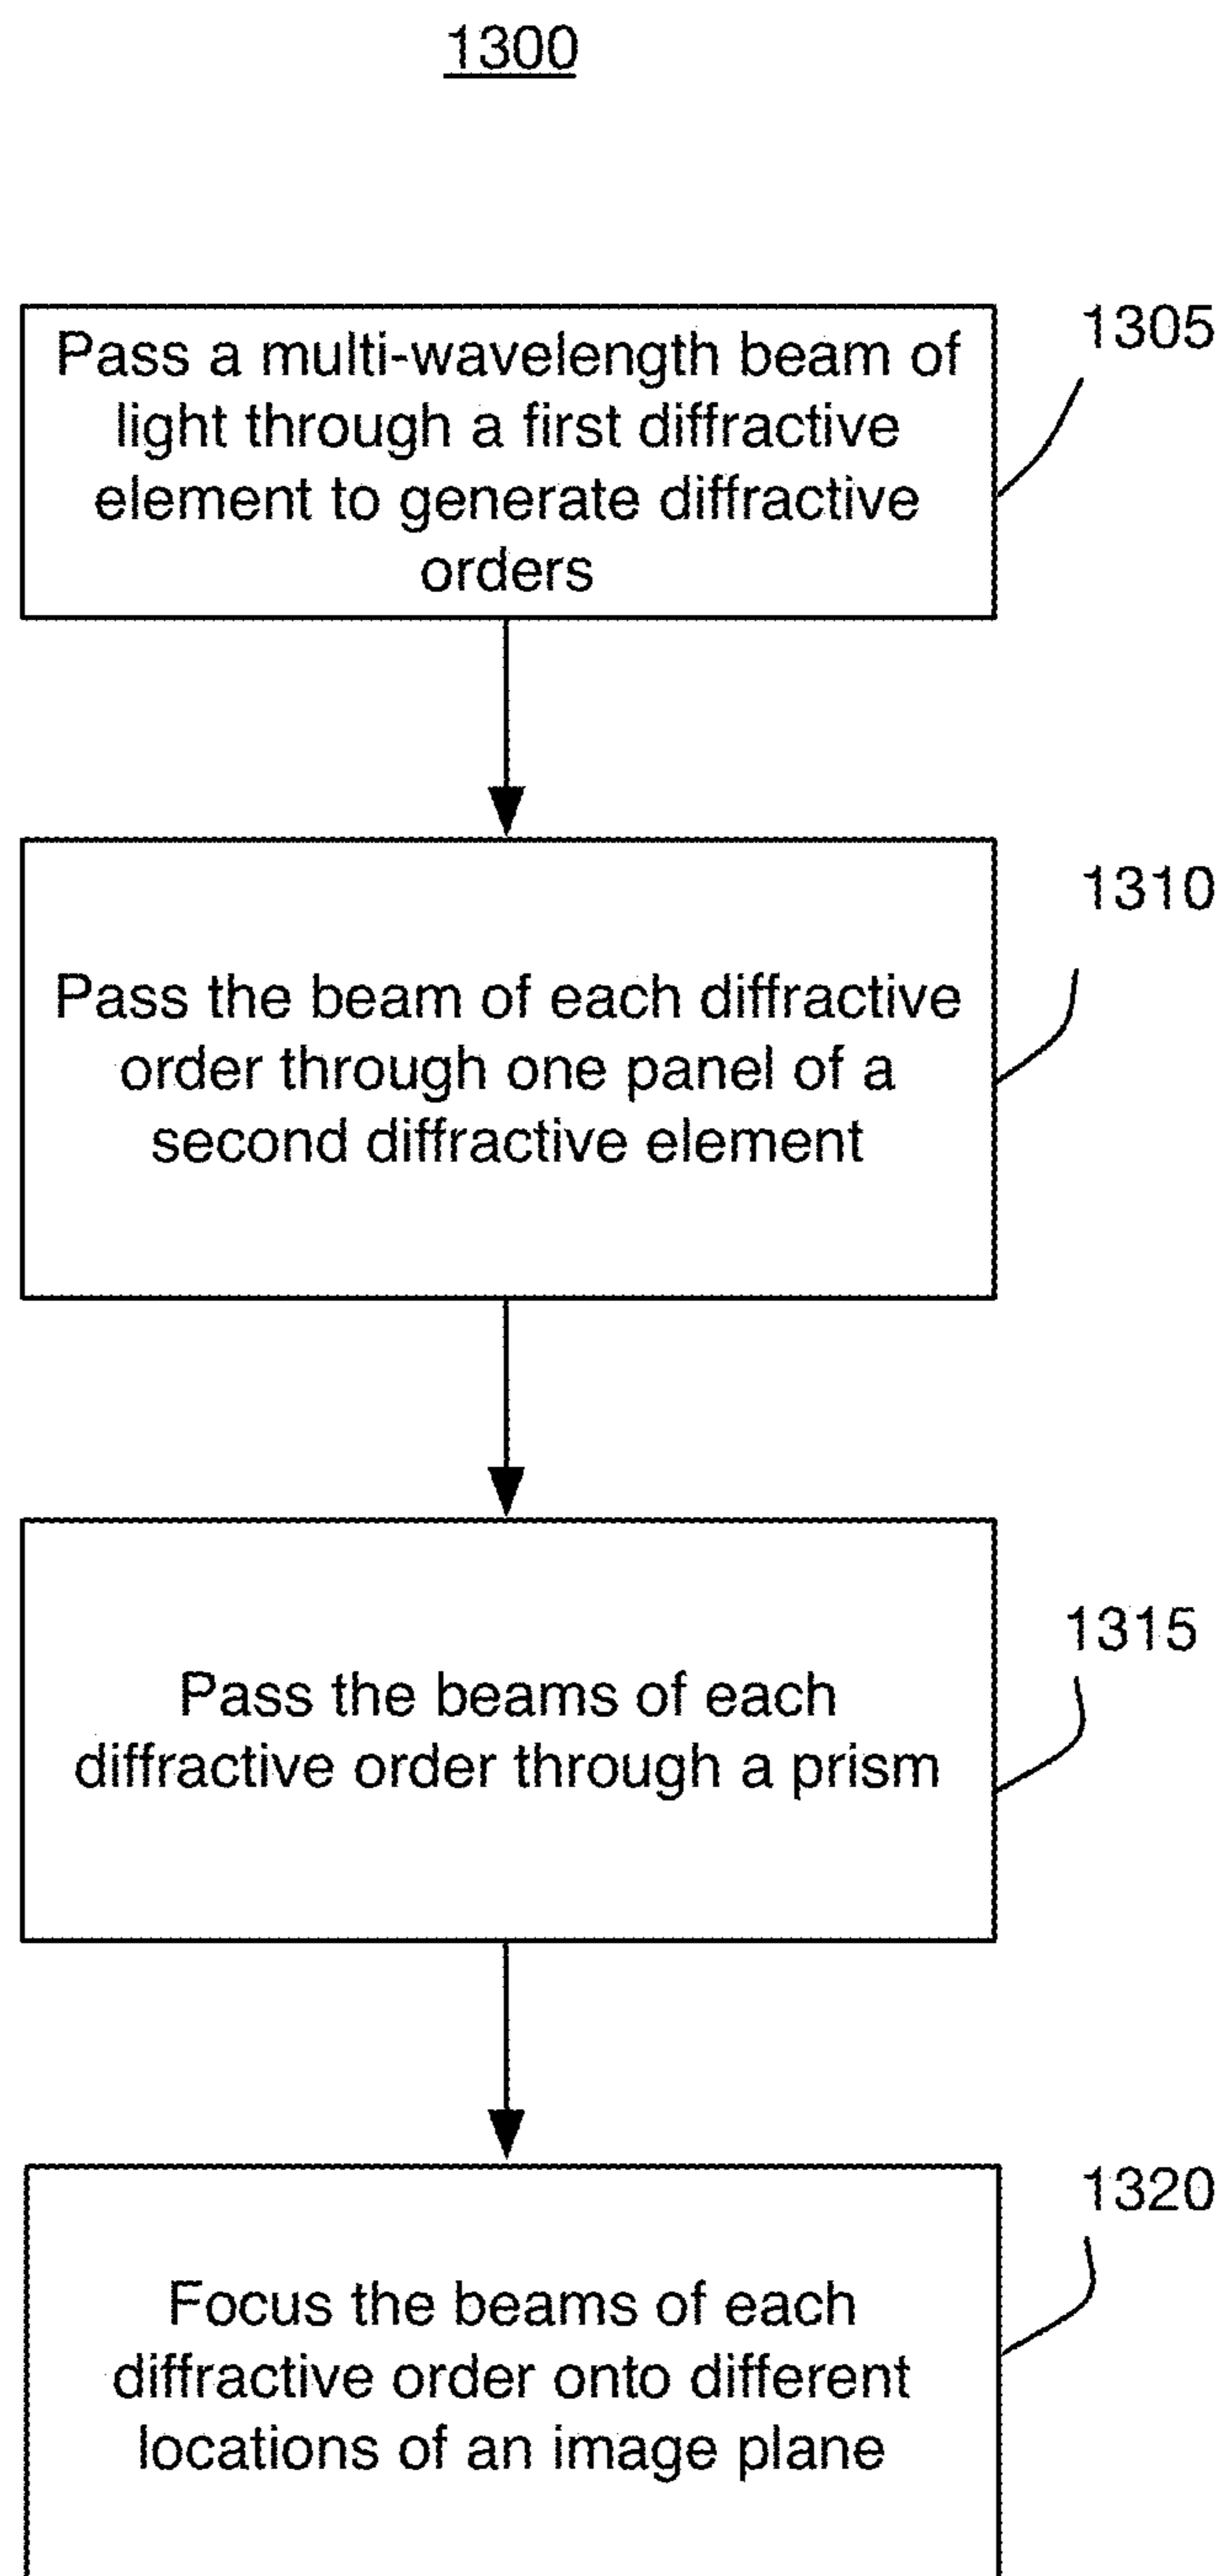 1300
1305
Pass a multi-wavelength beam of
light through a first diffractive
element to generate diffractive
orders
1310
Pass the beam of each diffractive
order through one panel of a
second diffractive element
1315
Pass the beams of each
diffractive order through a prism
1320
Focus the beams of each
diffractive order onto different
locations of an image plane